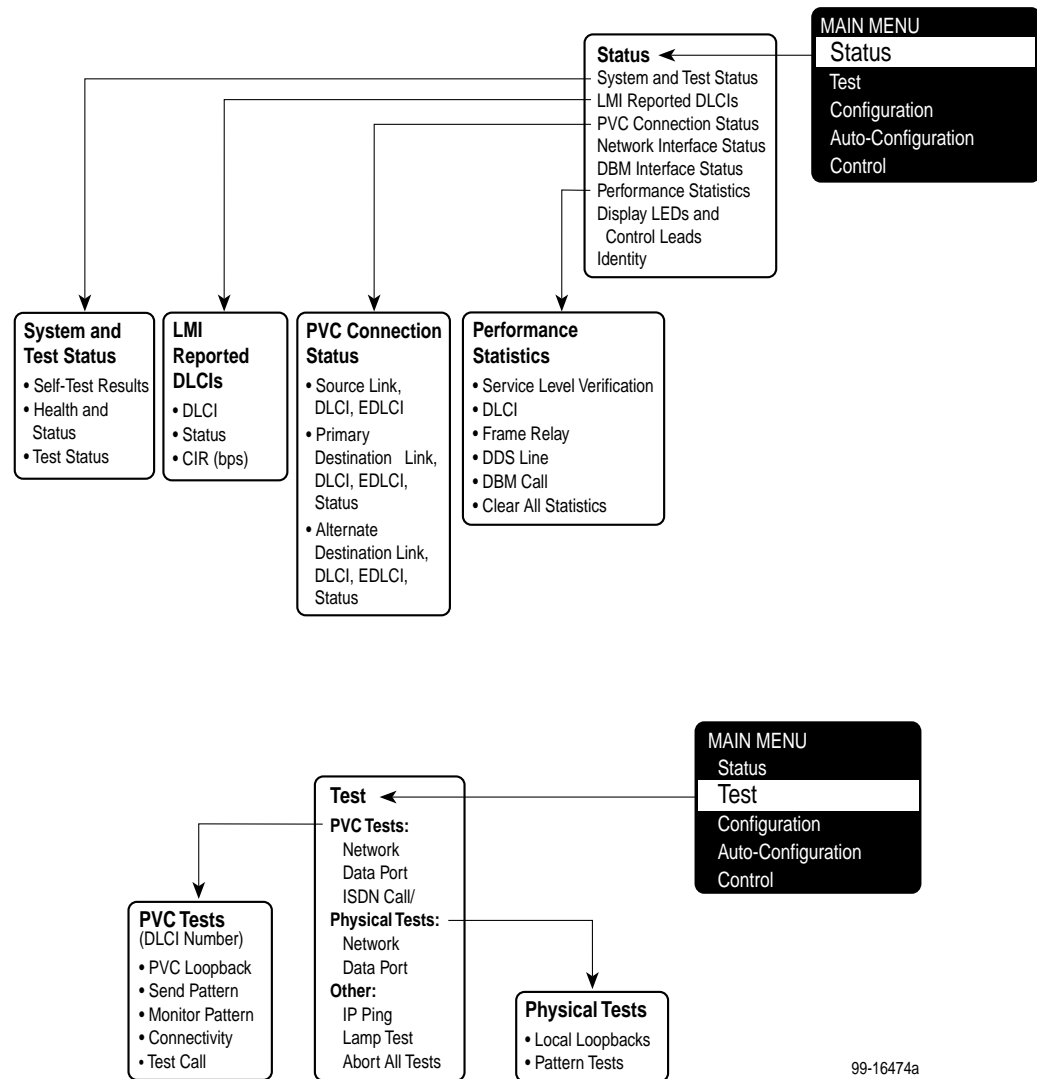 MAIN MENU
Status
Test
Configuration
Auto-Configuration
Control
Status
System and Test Status
LMI Reported DLCIs
PVC Connection Status
Network Interface Status
DBM Interface Status
Performance Statistics
Display LEDs and
Control Leads
Identity
System and
Test Status
• Self-Test Results
• Health and
Status
• Test Status
LMI
Reported
DLCIs
• DLCI
• Status
• CIR (bps)
PVC Connection
Status
• Source Link,
DLCI, EDLCI
• Primary
Destination Link,
DLCI, EDLCI,
Status
• Alternate
Destination Link,
DLCI, EDLCI,
Status
Performance
Statistics
• Service Level Verification
• DLCI
• Frame Relay
• DDS Line
• DBM Call
• Clear All Statistics
MAIN MENU
Status
Test
Configuration
Auto-Configuration
Control
Test
PVC Tests:
Network
Data Port
ISDN Call/
Physical Tests:
Network
Data Port
Other:
IP Ping
Lamp Test
Abort All Tests
PVC Tests
(DLCI Number)
• PVC Loopback
• Send Pattern
• Monitor Pattern
• Connectivity
• Test Call
Physical Tests
• Local Loopbacks
• Pattern Tests
99-16474a